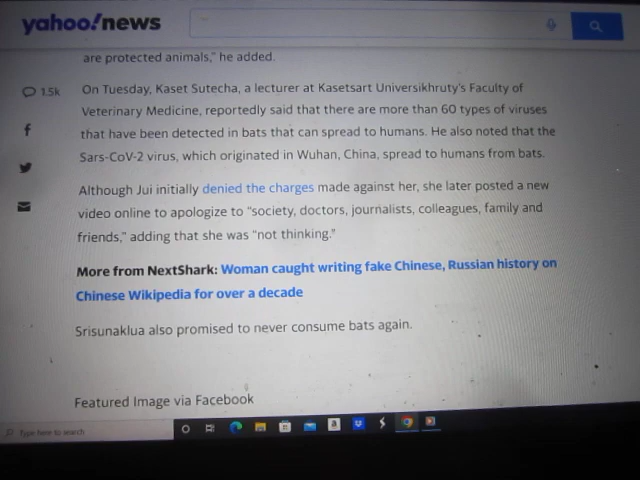 yahoo!news
are protected animals," he added.
1.5k
On Tuesday, Kaset Sutecha, a lecturer at Kasetsart Universikhruty's Faculty of
Veterinary Medicine, reportedly said that there are more than 60 types of viruses
that have been detected in bats that can spread to humans. He also noted that the
Sars-CoV-2 virus, which originated in Wuhan, China, spread to humans from bats.
Although Jui initially denied the charges made against her, she later posted a new
video online to apologize to "society, doctors, journalists, colleagues, family and
friends," adding that she was "not thinking."
More from NextShark: Woman caught writing fake Chinese, Russian history on
Chinese Wikipedia for over a decade
Srisunaklua also promised to never consume bats again.
Featured Image via Facebook
Type here to search
a